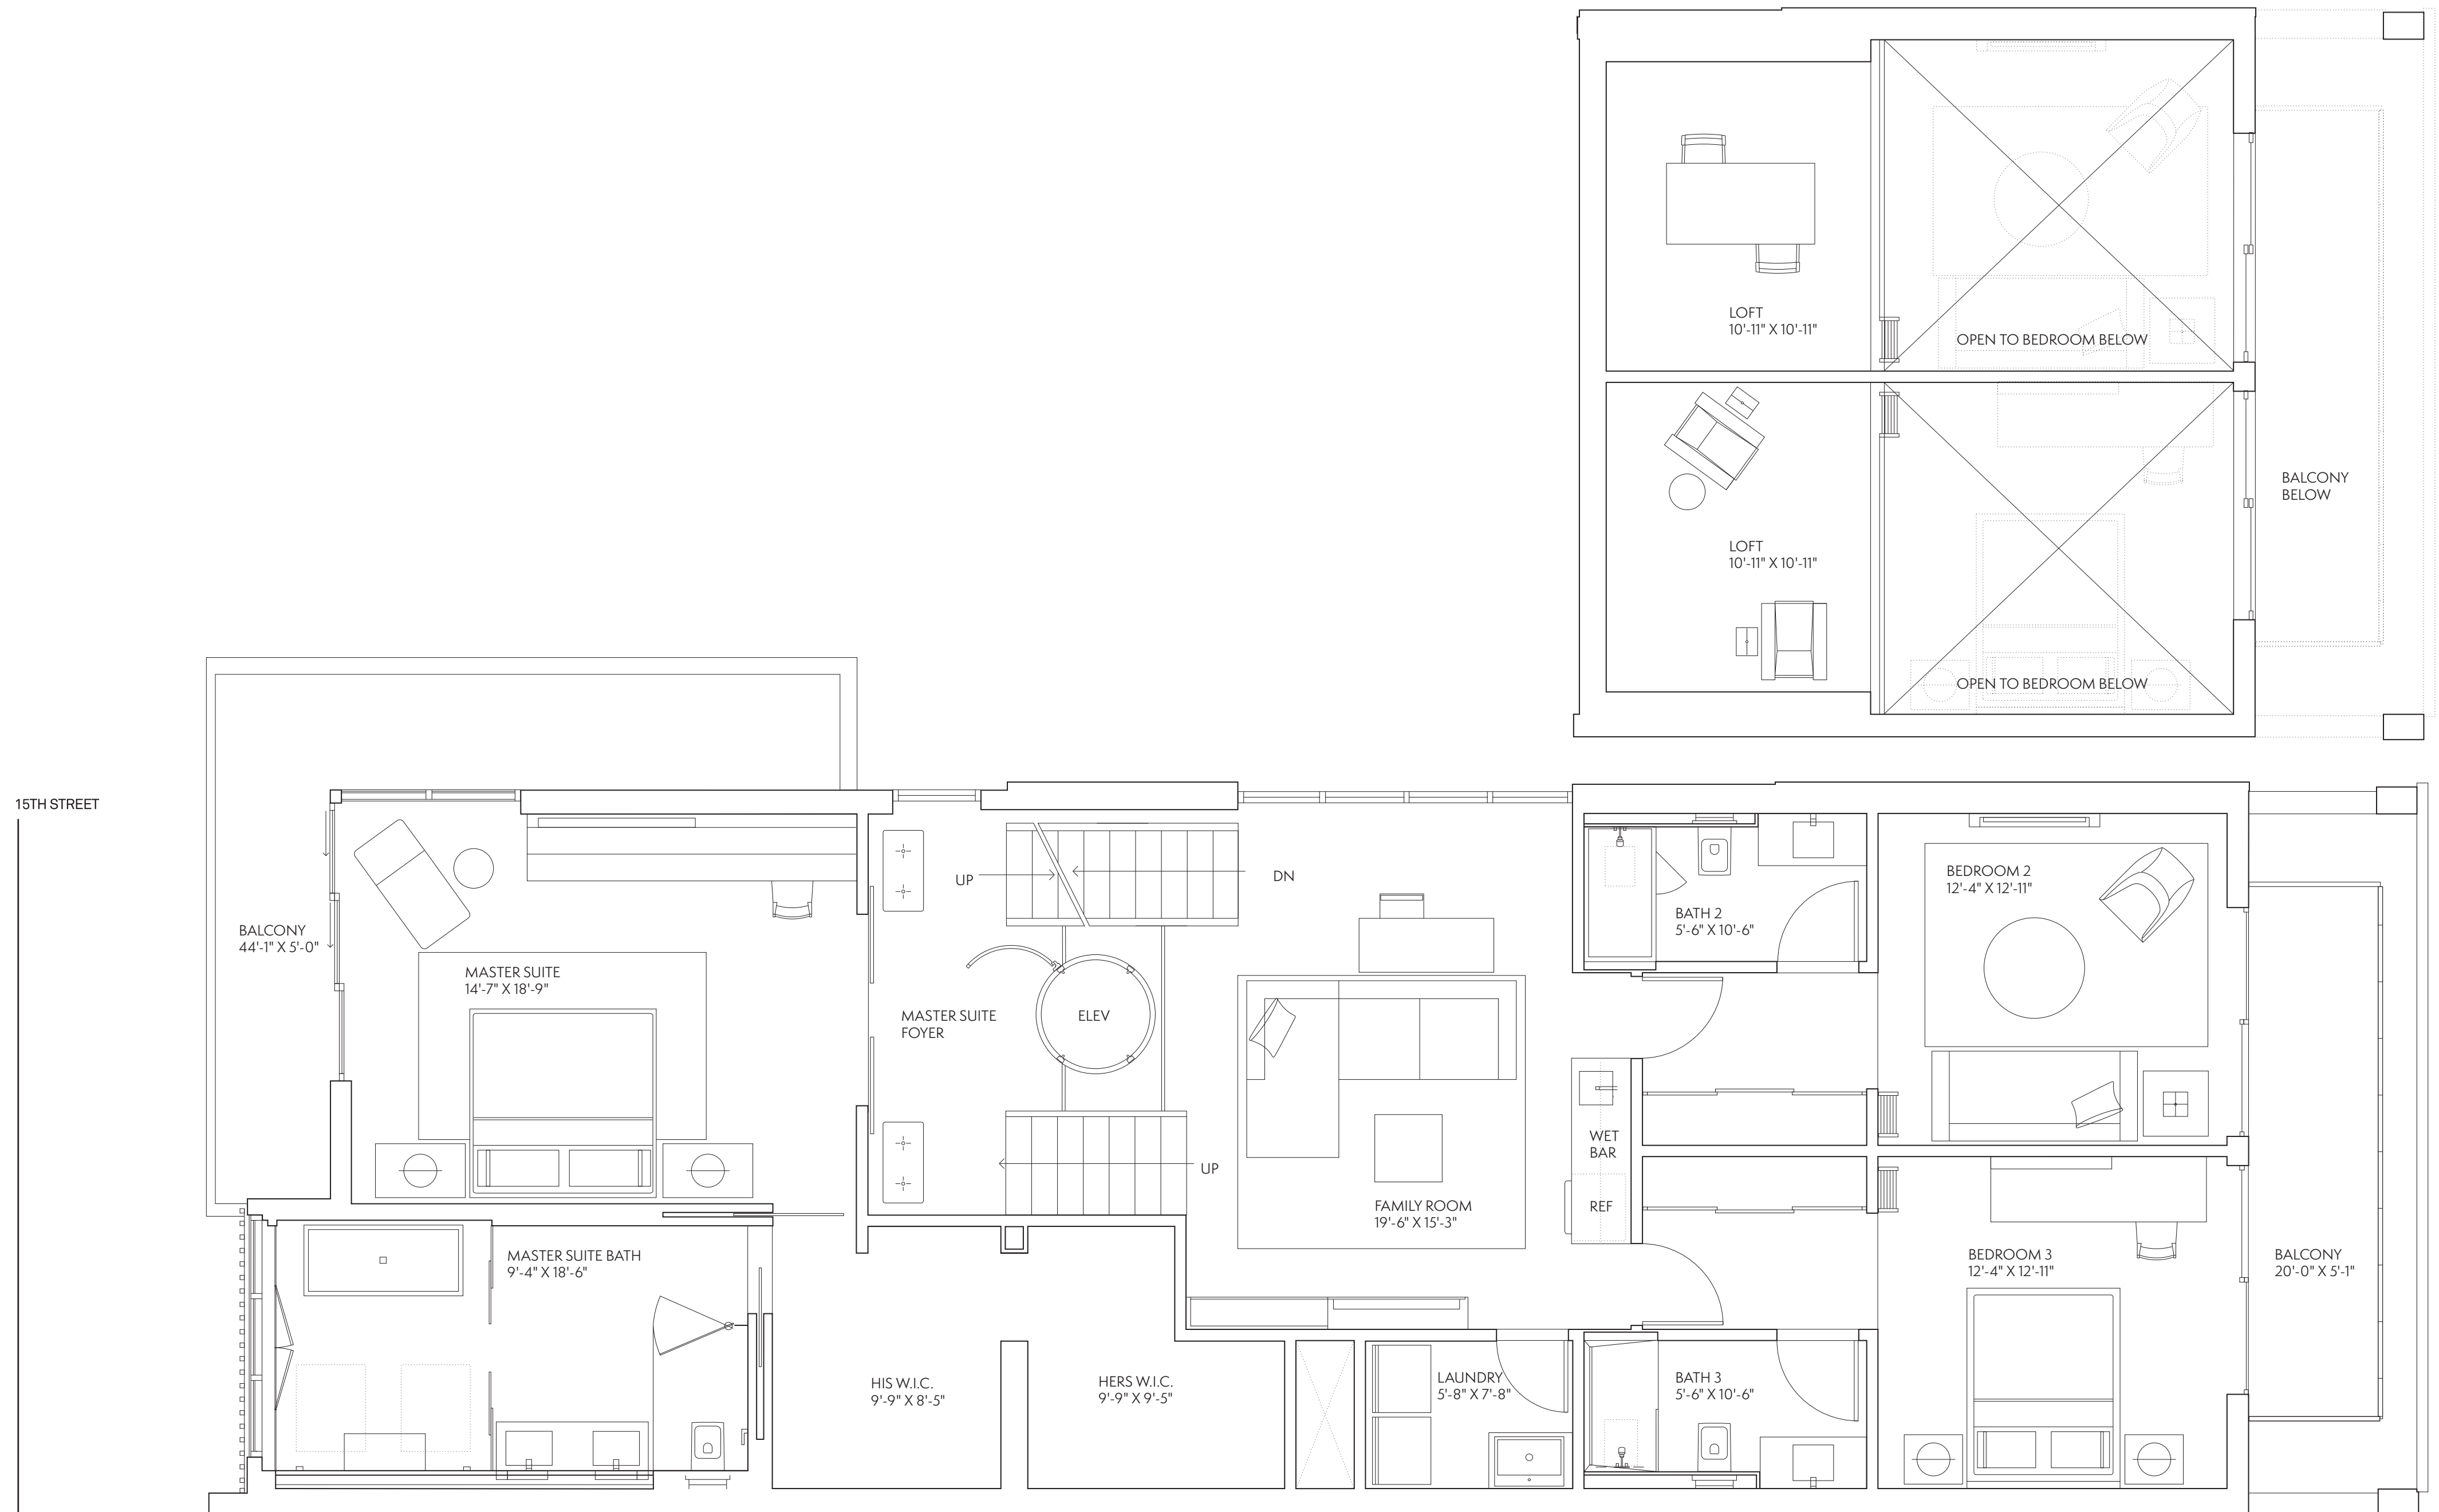 LOFT
10'-11" X 10'-11"
OPEN TO BEDROOM BELOW
BALCONY
BELOW
LOFT
10'-11" X 10'-11"
OPEN TO BEDROOM BELOW
15TH STREET
BALCONY
44'-1" X 5'-0"
MASTER SUITE
14'-7" X 18'-9"
UP
DN
MASTER SUITE
FOYER
ELEV
UP
FAMILY ROOM
19'-6" X 15'-3"
WET
BAR
REF
BATH 2
5'-6" X 10'-6"
BEDROOM 2
12'-4" X 12'-11"
BEDROOM 3
12'-4" X 12'-11"
BALCONY
20'-0" X 5'-1"
MASTER SUITE BATH
9'-4" X 18'-6"
HIS W.I.C.
9'-9" X 8'-5"
HERS W.I.C.
9'-9" X 9'-5"
LAUNDRY
5'-8" X 7'-8"
BATH 3
5'-6" X 10'-6"